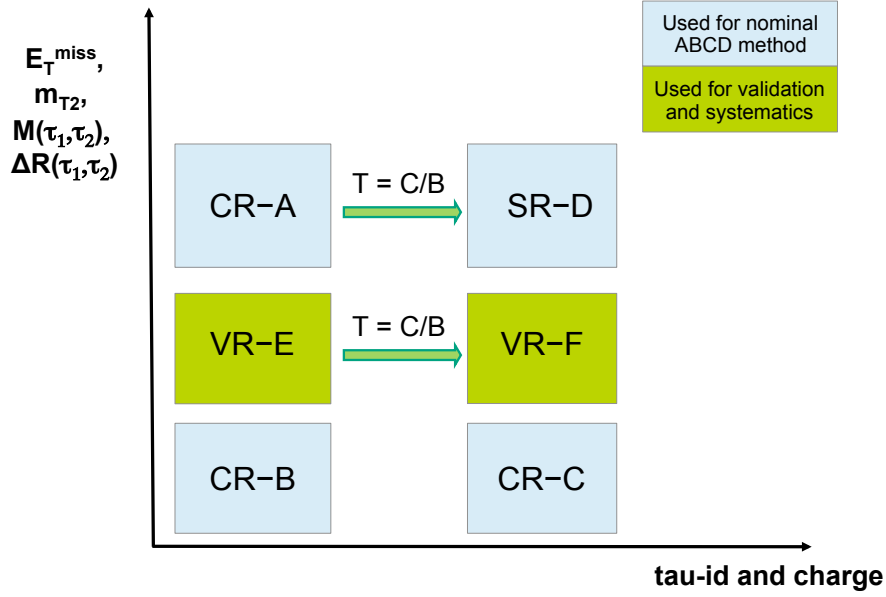 E_T^miss,
m_T2,
M(τ₁,τ₂),
ΔR(τ₁,τ₂)
Used for nominal
ABCD method
Used for validation
and systematics
CR−A
T = C/B
SR−D
VR−E
T = C/B
VR−F
CR−B
CR−C
tau-id and charge